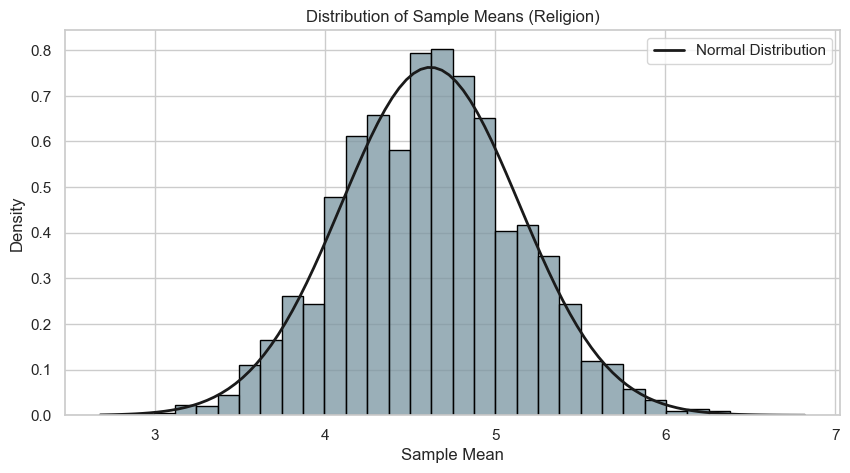 Distribution of Sample Means (Religion)
Normal Distribution
Density
0.8
0.7
0.6
0.5
0.4
0.3
0.2
0.1
0.0
3 4 5 6 7
Sample Mean